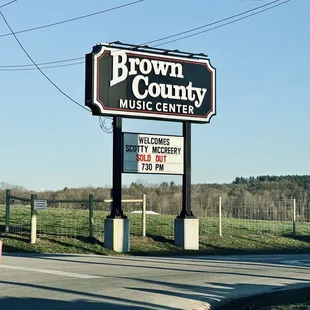 Brown
County
MUSIC CENTER
WELCOMES
SCOTTY MCCREERY
SOLD OUT
730 PM